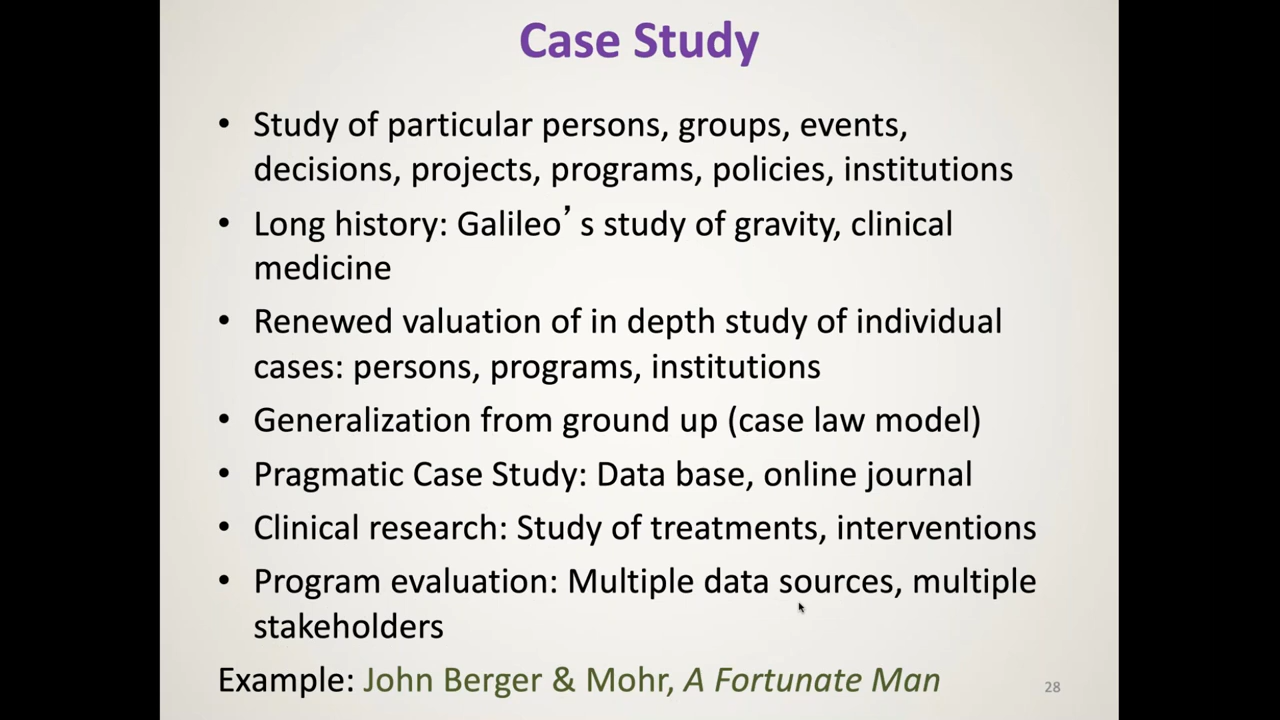 Case Study
• Study of particular persons, groups, events,
decisions, projects, programs, policies, institutions
• Long history: Galileo’s study of gravity, clinical
medicine
• Renewed valuation of in depth study of individual
cases: persons, programs, institutions
• Generalization from ground up (case law model)
• Pragmatic Case Study: Data base, online journal
• Clinical research: Study of treatments, interventions
• Program evaluation: Multiple data sources, multiple
stakeholders
Example: John Berger & Mohr, A Fortunate Man
28